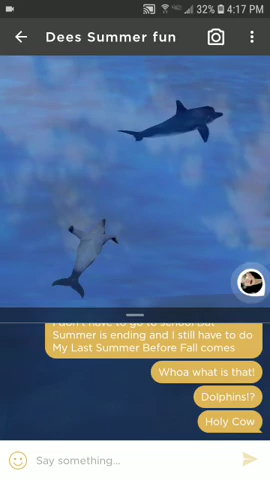 32% 4:17 PM
Dees Summer fun
I don't have to go to school But
Summer is ending and I still have to do
My Last Summer Before Fall comes
Whoa what is that!
Dolphins!?
Holy Cow
Say something...